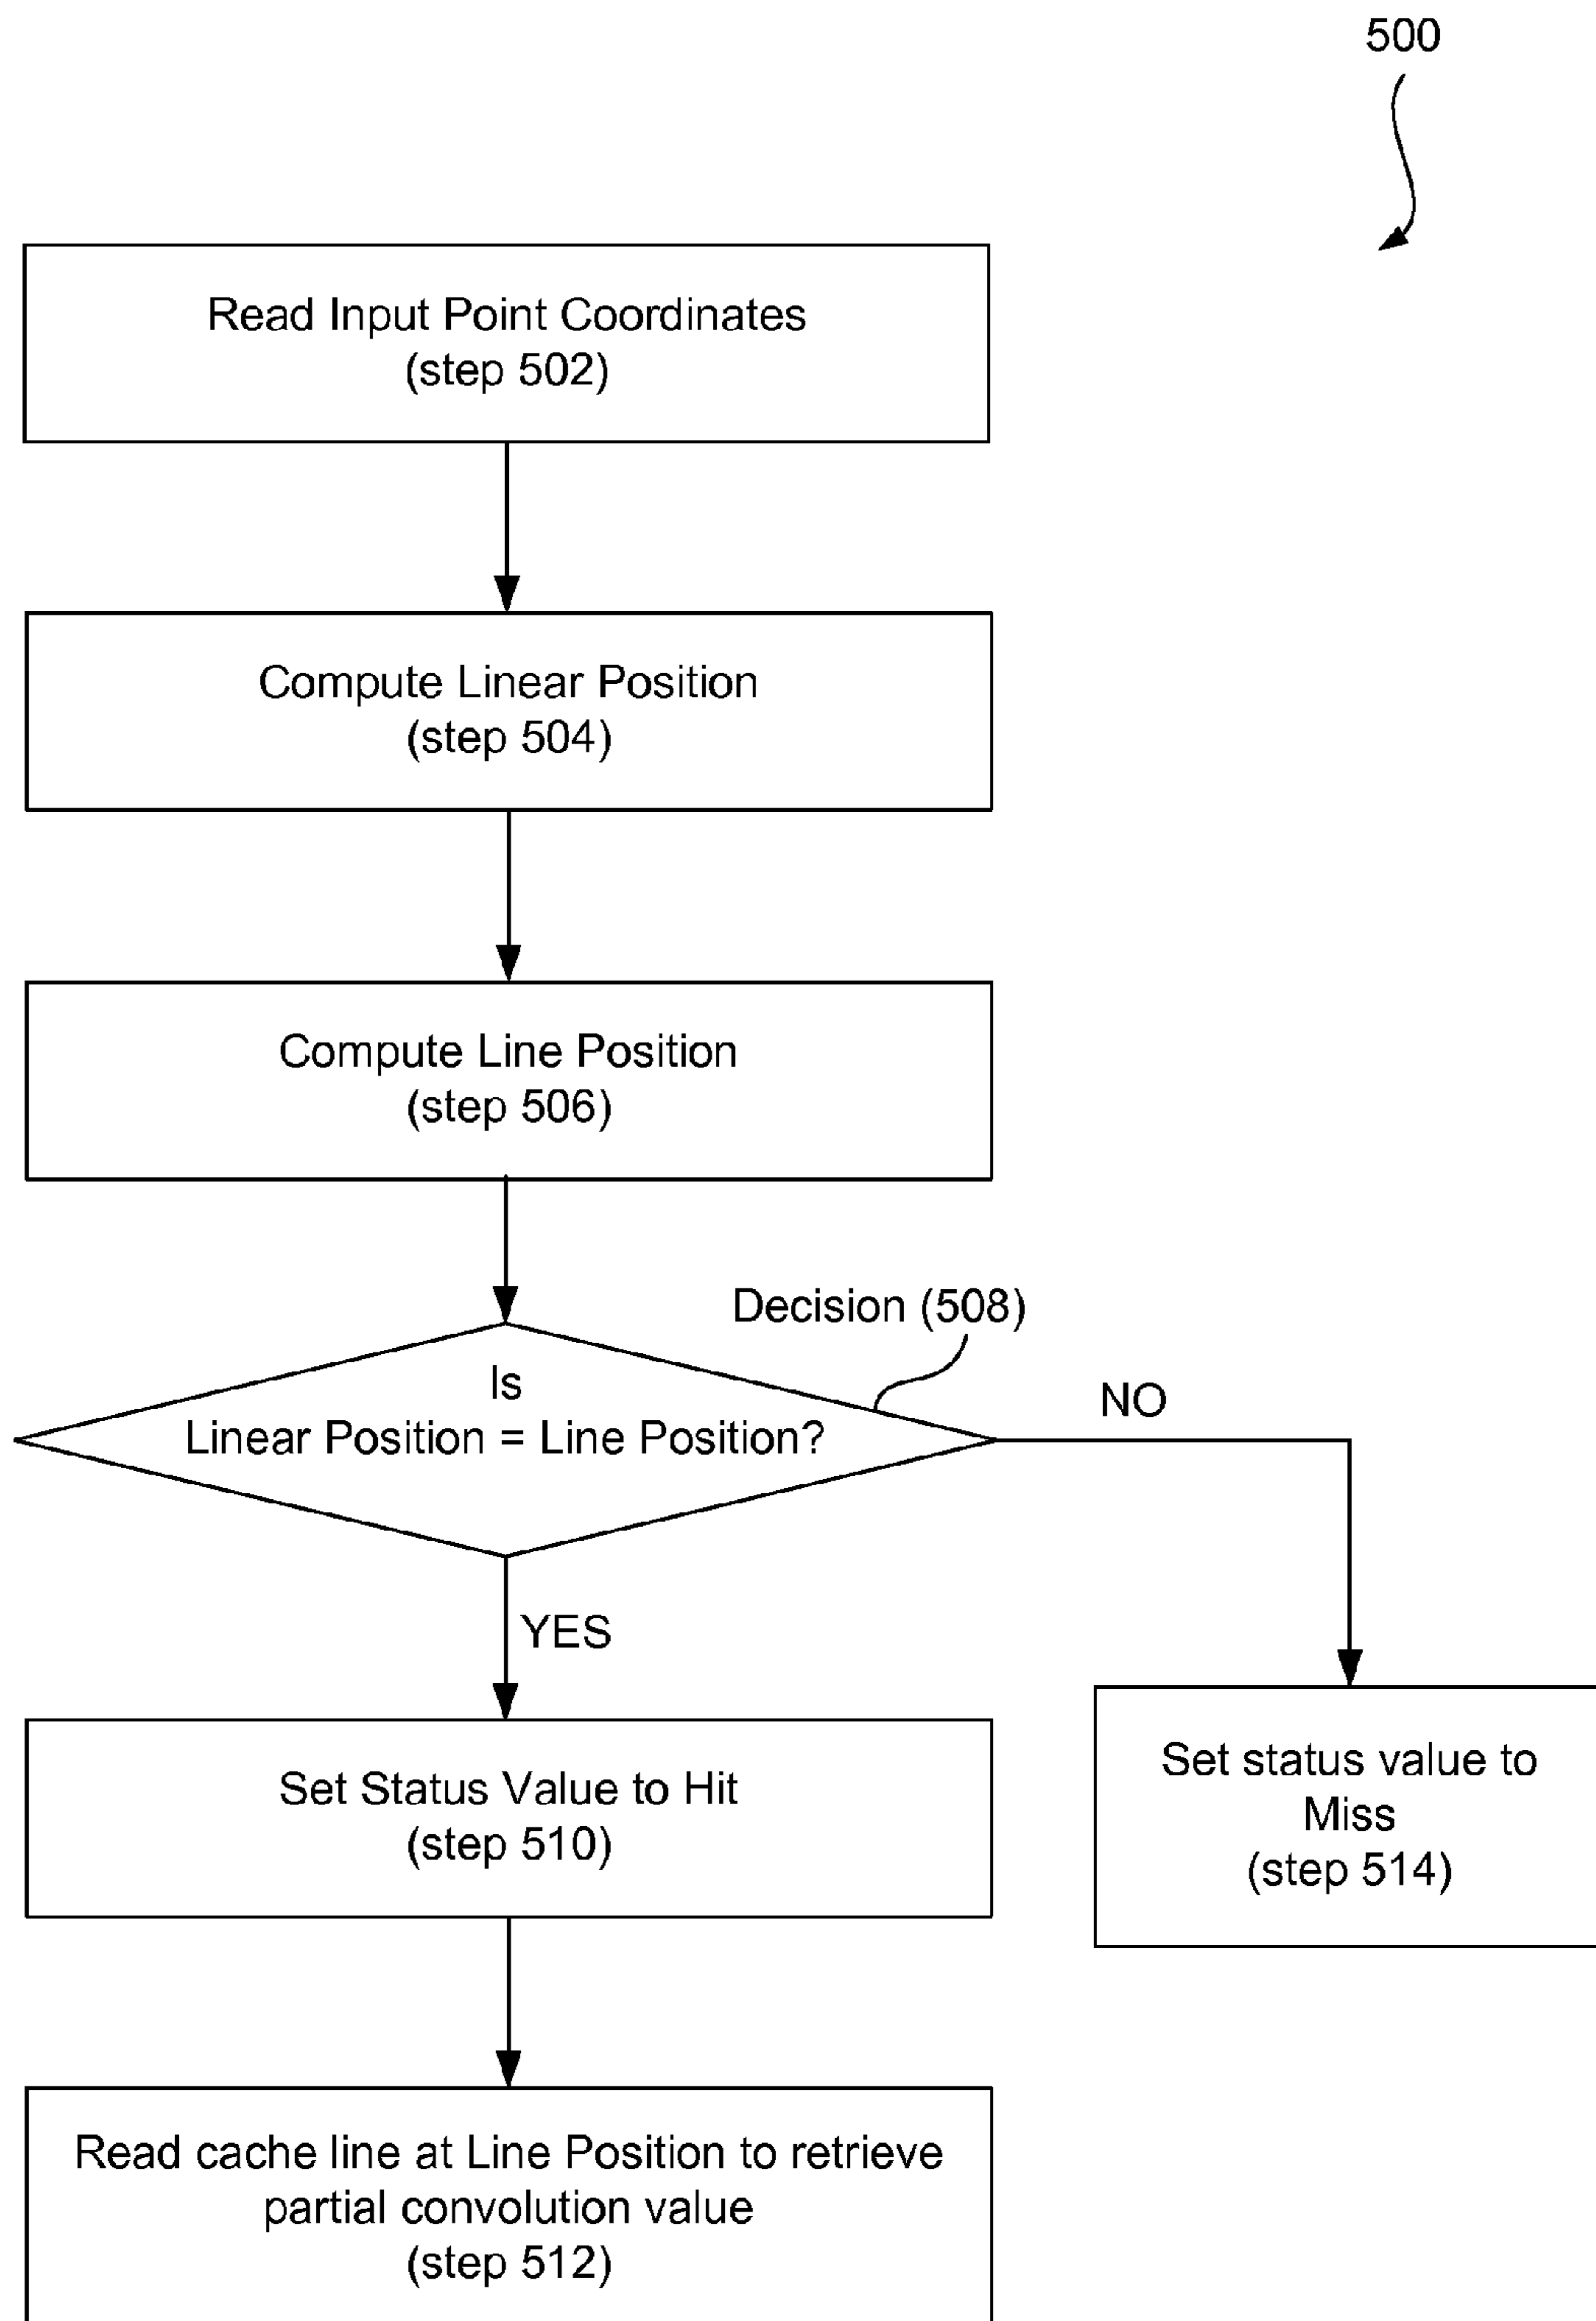 500
Read Input Point Coordinates
(step 502)
Compute Linear Position
(step 504)
Compute Line Position
(step 506)
Decision (508)
Is
Linear Position = Line Position?
NO
YES
Set Status Value to Hit
(step 510)
Set status value to
Miss
(step 514)
Read cache line at Line Position to retrieve
partial convolution value
(step 512)